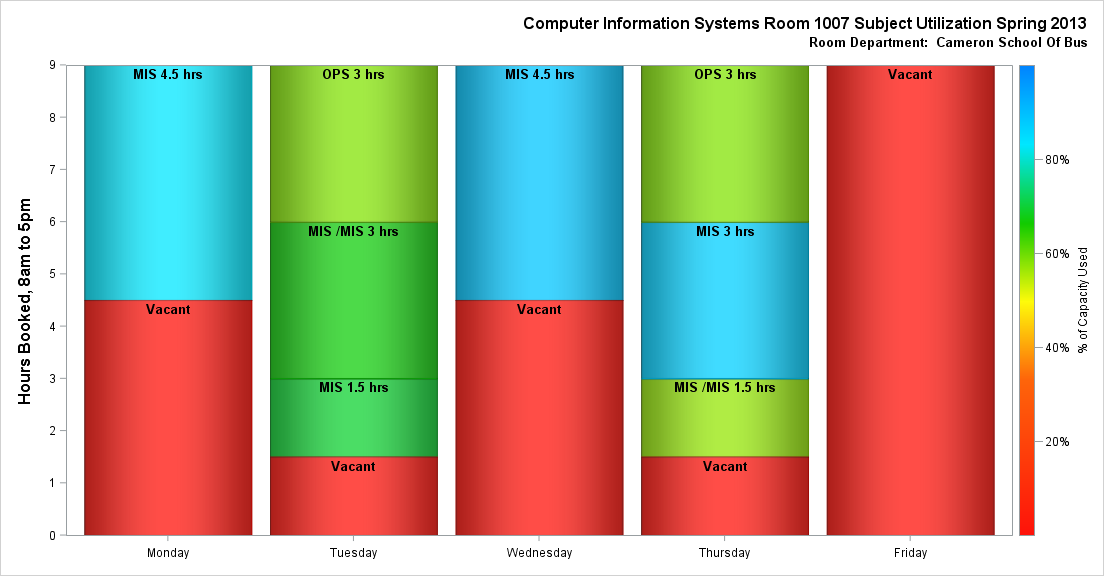 Computer Information Systems Room 1007 Subject Utilization Spring 2013
Room Department:  Cameron School Of Bus
Hours Booked, 8am to 5pm
9
8
7
6
5
4
3
2
1
0
MIS 4.5 hrs
Vacant
OPS 3 hrs
MIS /MIS 3 hrs
MIS 1.5 hrs
Vacant
MIS 4.5 hrs
Vacant
OPS 3 hrs
MIS 3 hrs
MIS /MIS 1.5 hrs
Vacant
Vacant
Monday
Tuesday
Wednesday
Thursday
Friday
80%
60%
40%
20%
% of Capacity Used